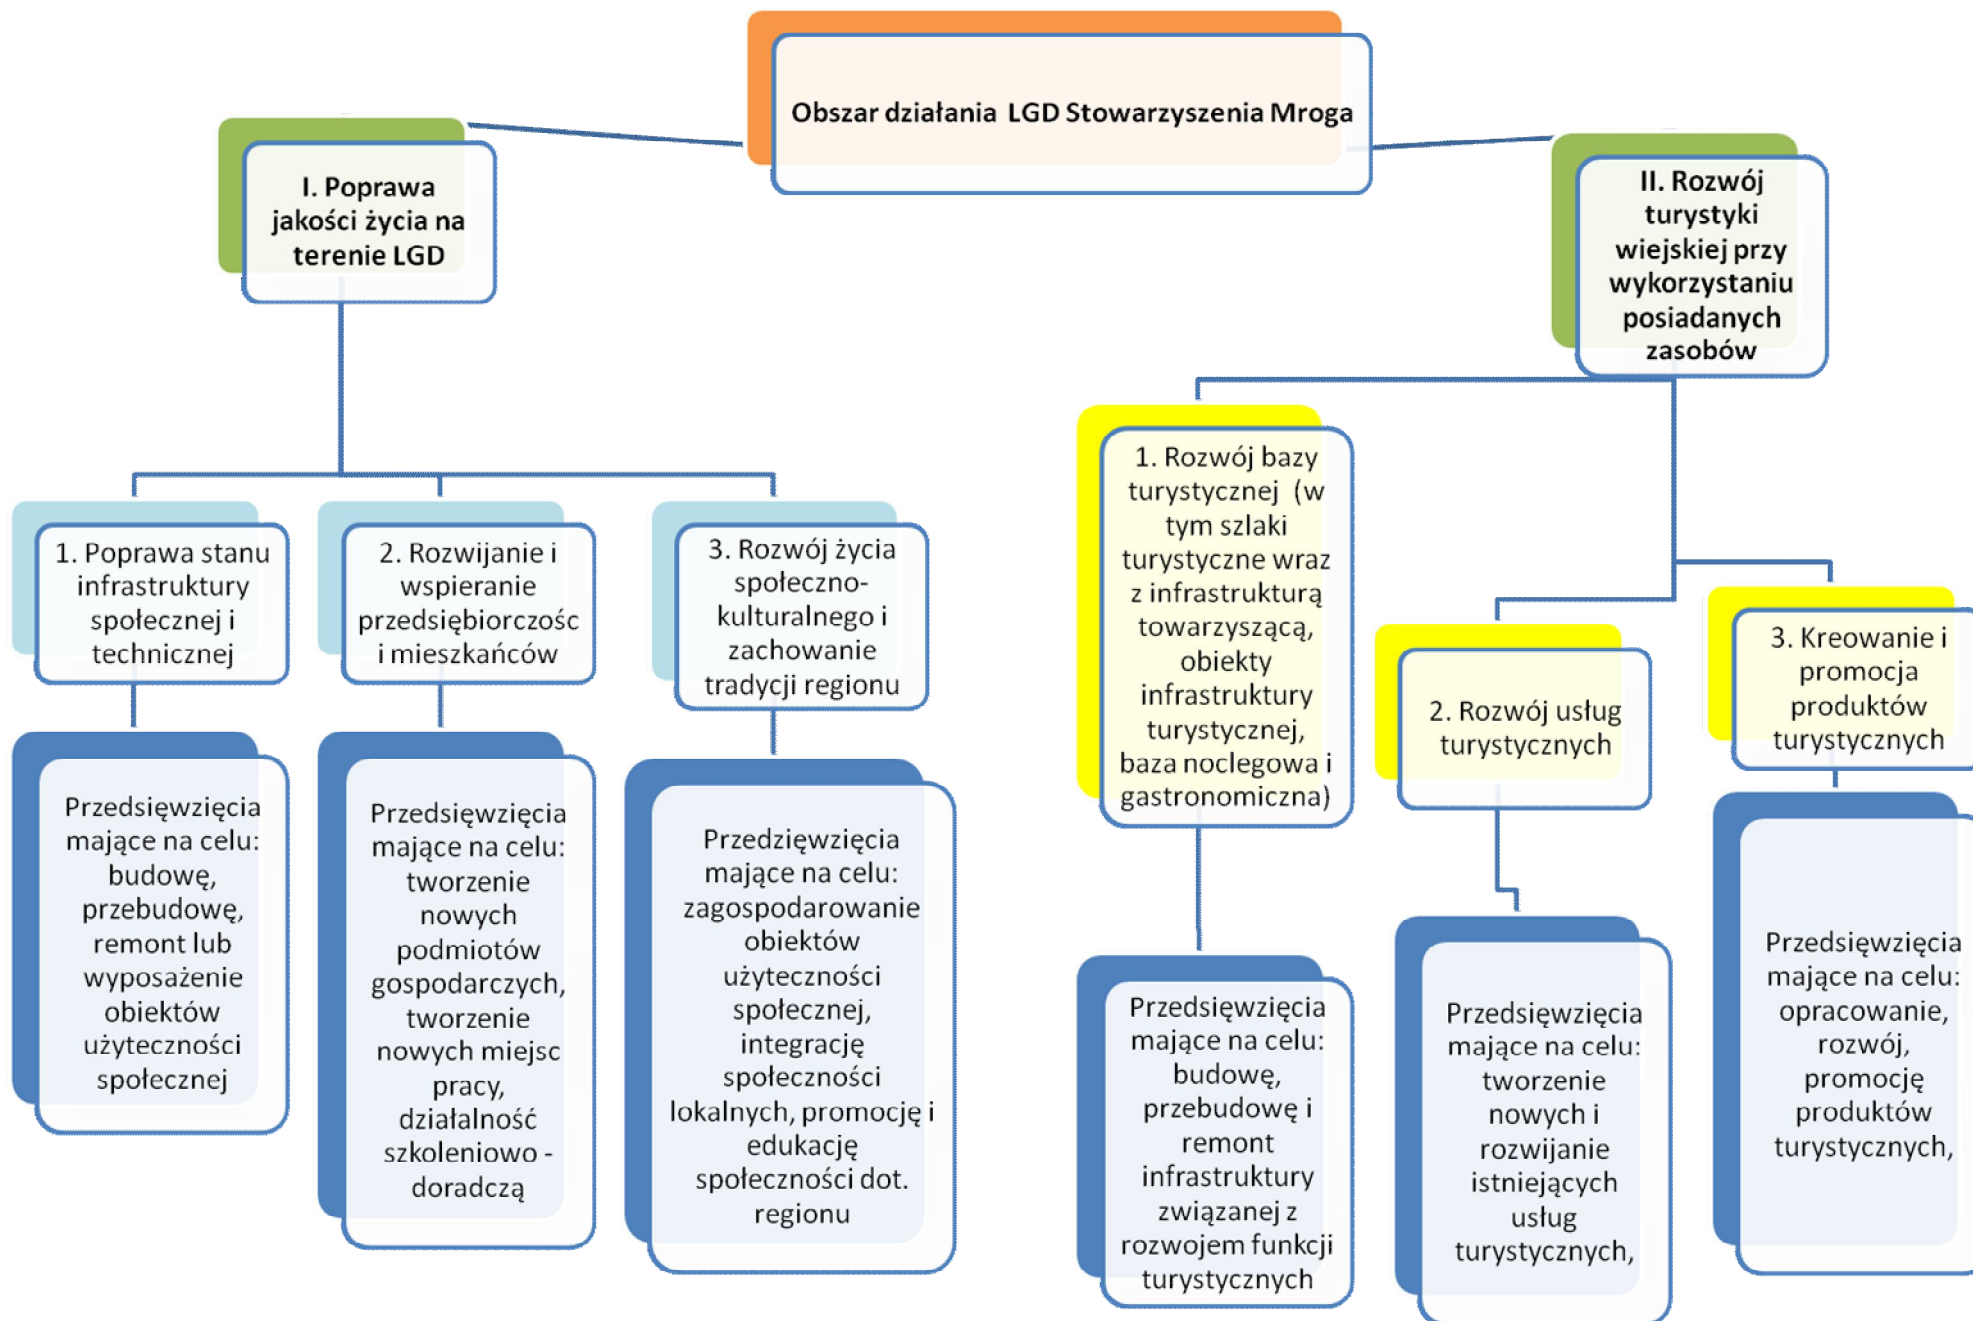 Obszar działania  LGD Stowarzyszenia Mroga
I. Poprawa
jakości życia na
terenie LGD
II. Rozwój
turystyki
wiejskiej przy
wykorzystaniu
posiadanych
zasobów
1. Poprawa stanu
infrastruktury
społecznej i
technicznej
2. Rozwijanie i
wspieranie
przedsiębiorczośc
i mieszkańców
3. Rozwój życia
społeczno-
kulturalnego i
zachowanie
tradycji regionu
1. Rozwój bazy
turystycznej  (w
tym szlaki
turystyczne wraz
z infrastrukturą
towarzyszącą,
obiekty
infrastruktury
turystycznej,
baza noclegowa i
gastronomiczna)
2. Rozwój usług
turystycznych
3. Kreowanie i
promocja
produktów
turystycznych
Przedsięwzięcia
mające na celu:
budowę,
przebudowę,
remont lub
wyposażenie
obiektów
użyteczności
społecznej
Przedsięwzięcia
mające na celu:
tworzenie
nowych
podmiotów
gospodarczych,
tworzenie
nowych miejsc
pracy,
działalność
szkoleniowo -
doradczą
Przedzięwzięcia
mające na celu:
zagospodarowanie
obiektów
użyteczności
społecznej,
integrację
społeczności
lokalnych, promocję i
edukację
społeczności dot.
regionu
Przedsięwzięcia
mające na celu:
budowę,
przebudowę i
remont
infrastruktury
związanej z
rozwojem funkcji
turystycznych
Przedsięwzięcia
mające na celu:
tworzenie
nowych i
rozwijanie
istniejących
usług
turystycznych,
Przedsięwzięcia
mające na celu:
opracowanie,
rozwój,
promocję
produktów
turystycznych,